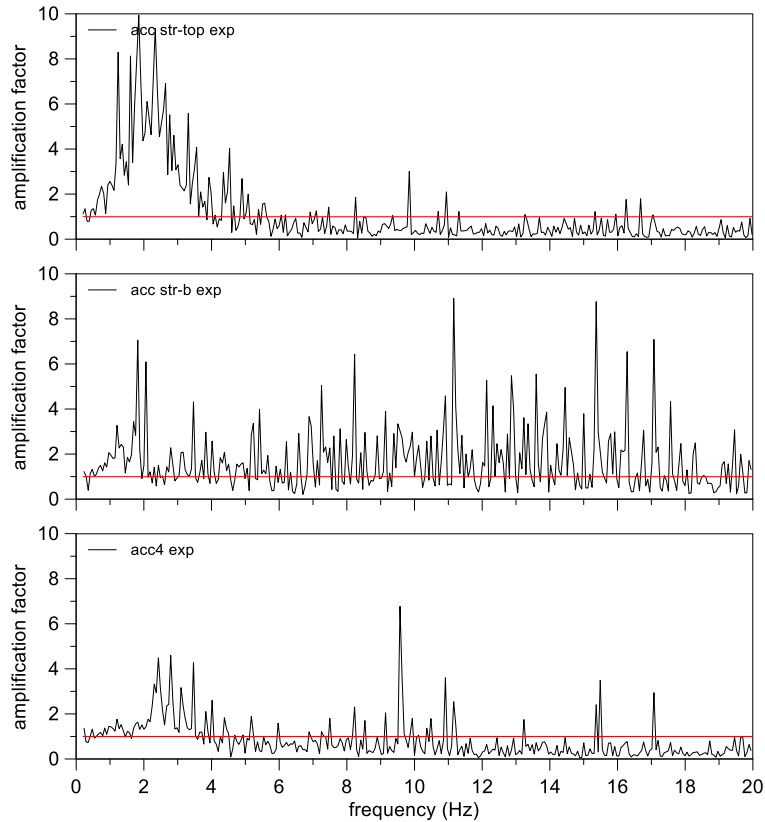 10
acc str-top exp
8
6
4
2
0
amplification factor
10
acc str-b exp
8
6
4
2
0
amplification factor
10
acc4 exp
8
6
4
2
0
amplification factor
0 2 4 6 8 10 12 14 16 18 20
frequency (Hz)